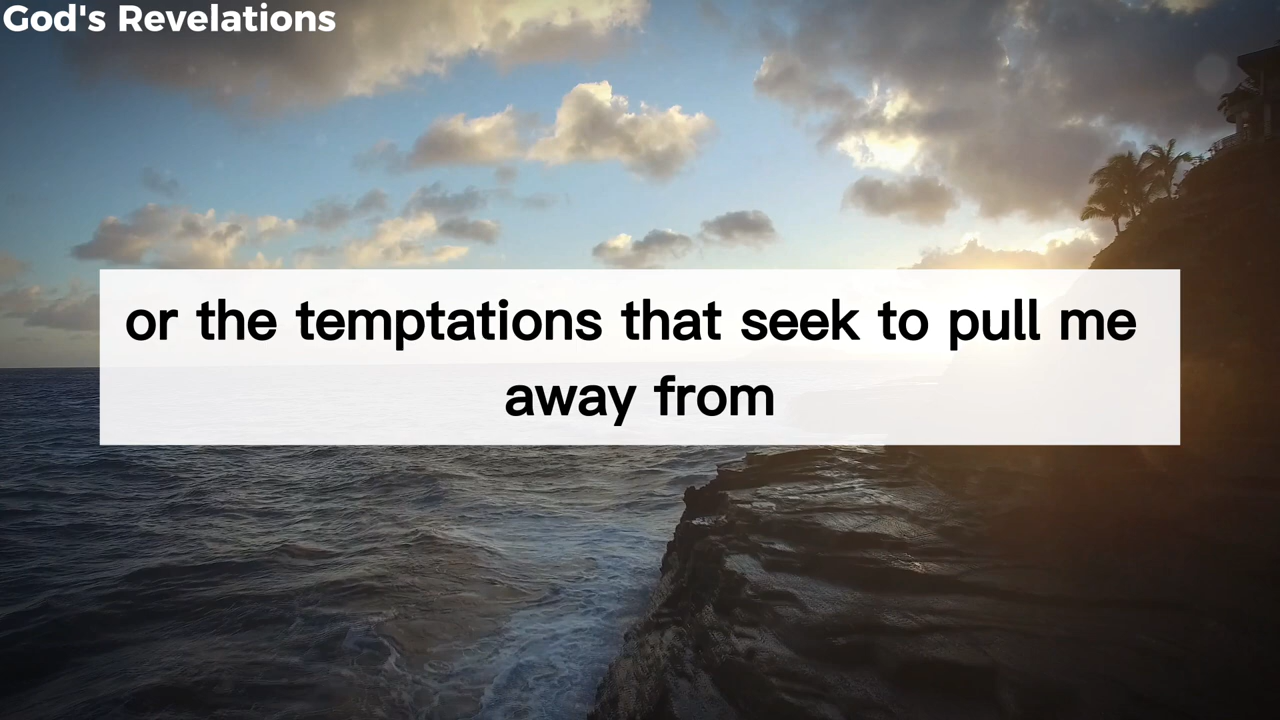 God's Revelations
or the temptations that seek to pull me
away from